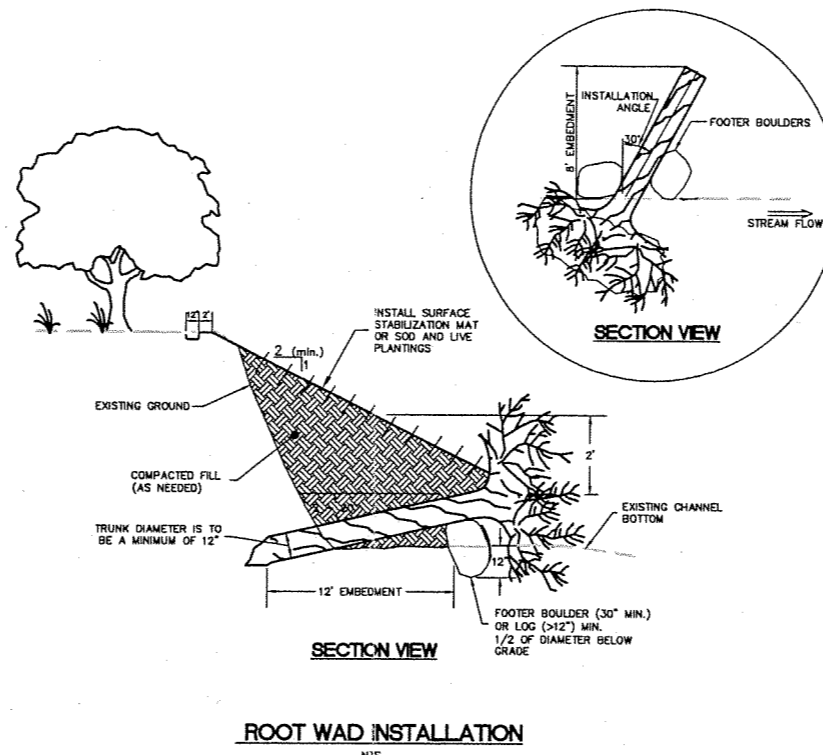 INSTALLATION
ANGLE
8' EMBEDMENT
30°
FOOTER BOULDERS
STREAM FLOW
SECTION VIEW
2' 2'
INSTALL SURFACE
STABILIZATION MAT
OR SOD AND LIVE
PLANTINGS
2 (min.)
1
EXISTING GROUND
COMPACTED FILL
(AS NEEDED)
2'
TRUNK DIAMETER IS TO
BE A MINIMUM OF 12"
EXISTING CHANNEL
BOTTOM
12"
12' EMBEDMENT
FOOTER BOULDER (30" MIN.)
OR LOG (>12") MIN.
1/2 OF DIAMETER BELOW
GRADE
SECTION VIEW
ROOT WAD INSTALLATION